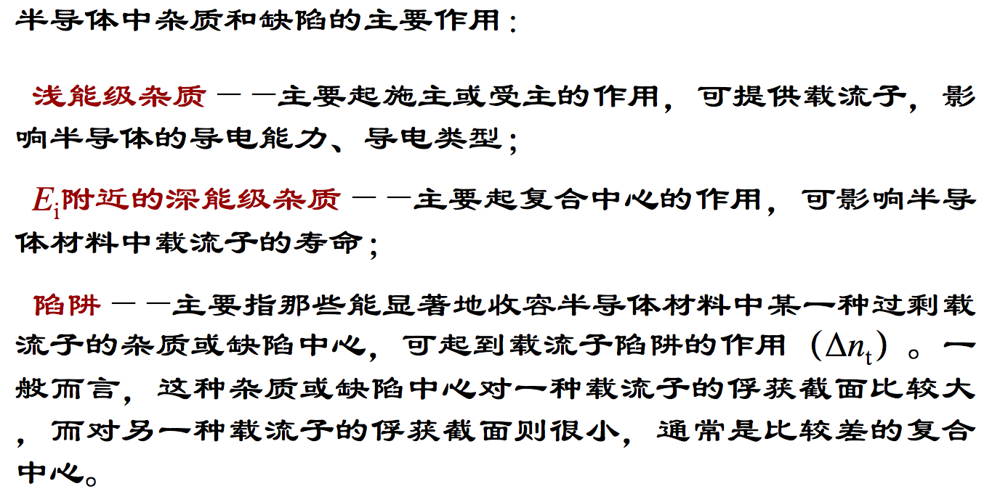 半导体中杂质和缺陷的主要作用：
浅能级杂质－－主要起施主或受主的作用，可提供载流子，影
响半导体的导电能力、导电类型；
Ei附近的深能级杂质－－主要起复合中心的作用，可影响半导
体材料中载流子的寿命；
陷阱－－主要指那些能显著地收容半导体材料中某一种过剩载
流子的杂质或缺陷中心，可起到载流子陷阱的作用（Δnt）。一
般而言，这种杂质或缺陷中心对一种载流子的俘获截面比较大
，而对另一种载流子的俘获截面则很小，通常是比较差的复合
中心。